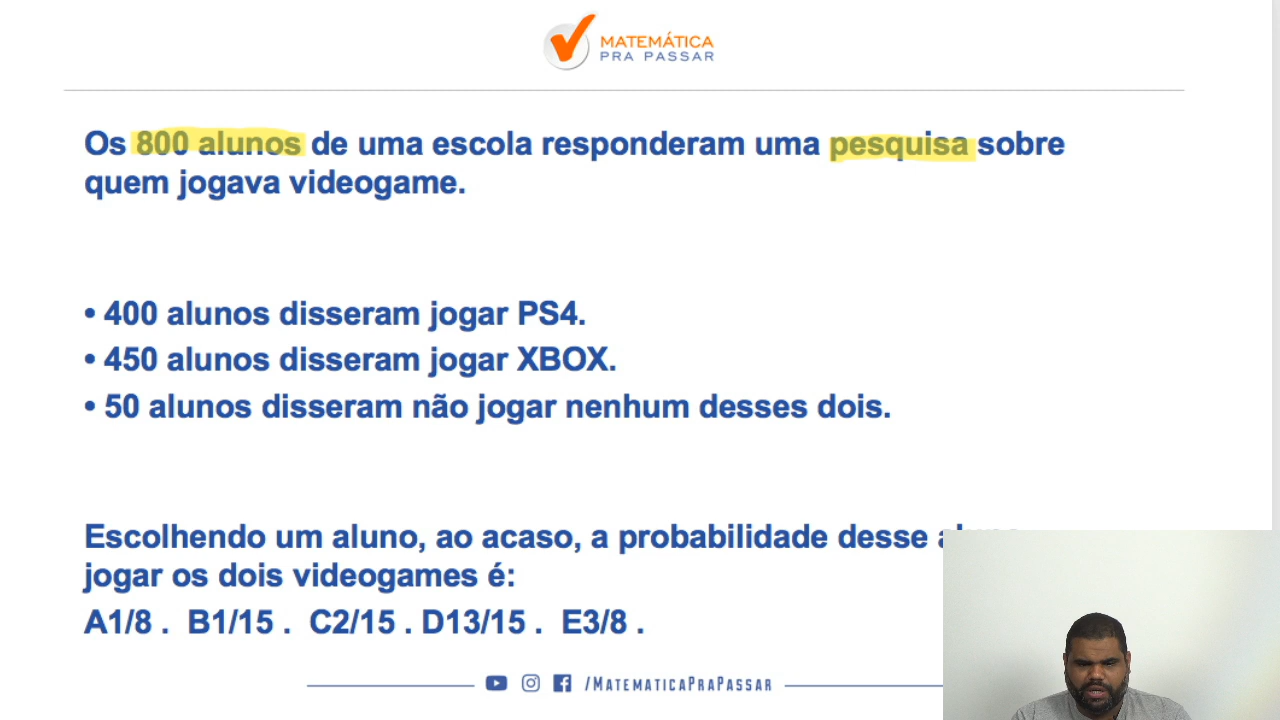 MATEMÁTICA
PRA PASSAR
Os 800 alunos de uma escola responderam uma pesquisa sobre
quem jogava videogame.
• 400 alunos disseram jogar PS4.
• 450 alunos disseram jogar XBOX.
• 50 alunos disseram não jogar nenhum desses dois.
Escolhendo um aluno, ao acaso, a probabilidade desse
jogar os dois videogames é:
A1/8 . B1/15 . C2/15 . D13/15 . E3/8 .
/MATEMATICAPRAPASSAR